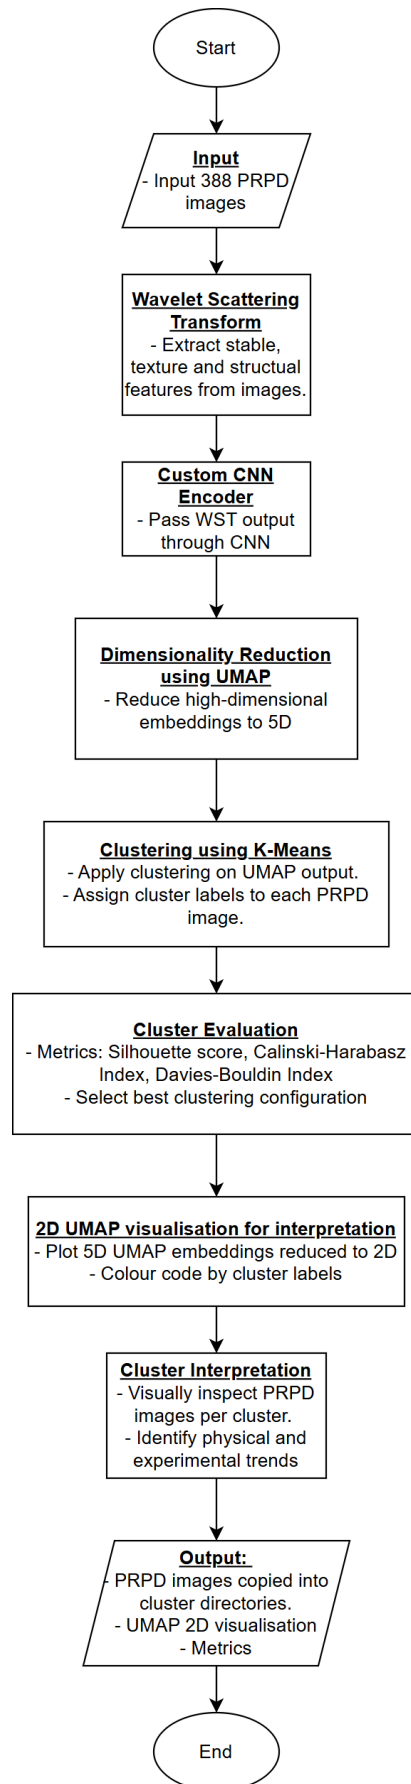 Start
Input
- Input 388 PRPD
images
Wavelet Scattering
Transform
- Extract stable,
texture and structual
features from images.
Custom CNN
Encoder
- Pass WST output
through CNN
Dimensionality Reduction
using UMAP
- Reduce high-dimensional
embeddings to 5D
Clustering using K-Means
- Apply clustering on UMAP output.
- Assign cluster labels to each PRPD
image.
Cluster Evaluation
- Metrics: Silhouette score, Calinski-Harabasz
Index, Davies-Bouldin Index
- Select best clustering configuration
2D UMAP visualisation for interpretation
- Plot 5D UMAP embeddings reduced to 2D
- Colour code by cluster labels
Cluster Interpretation
- Visually inspect PRPD
images per cluster.
- Identify physical and
experimental trends
Output:
- PRPD images copied into
cluster directories.
- UMAP 2D visualisation
- Metrics
End